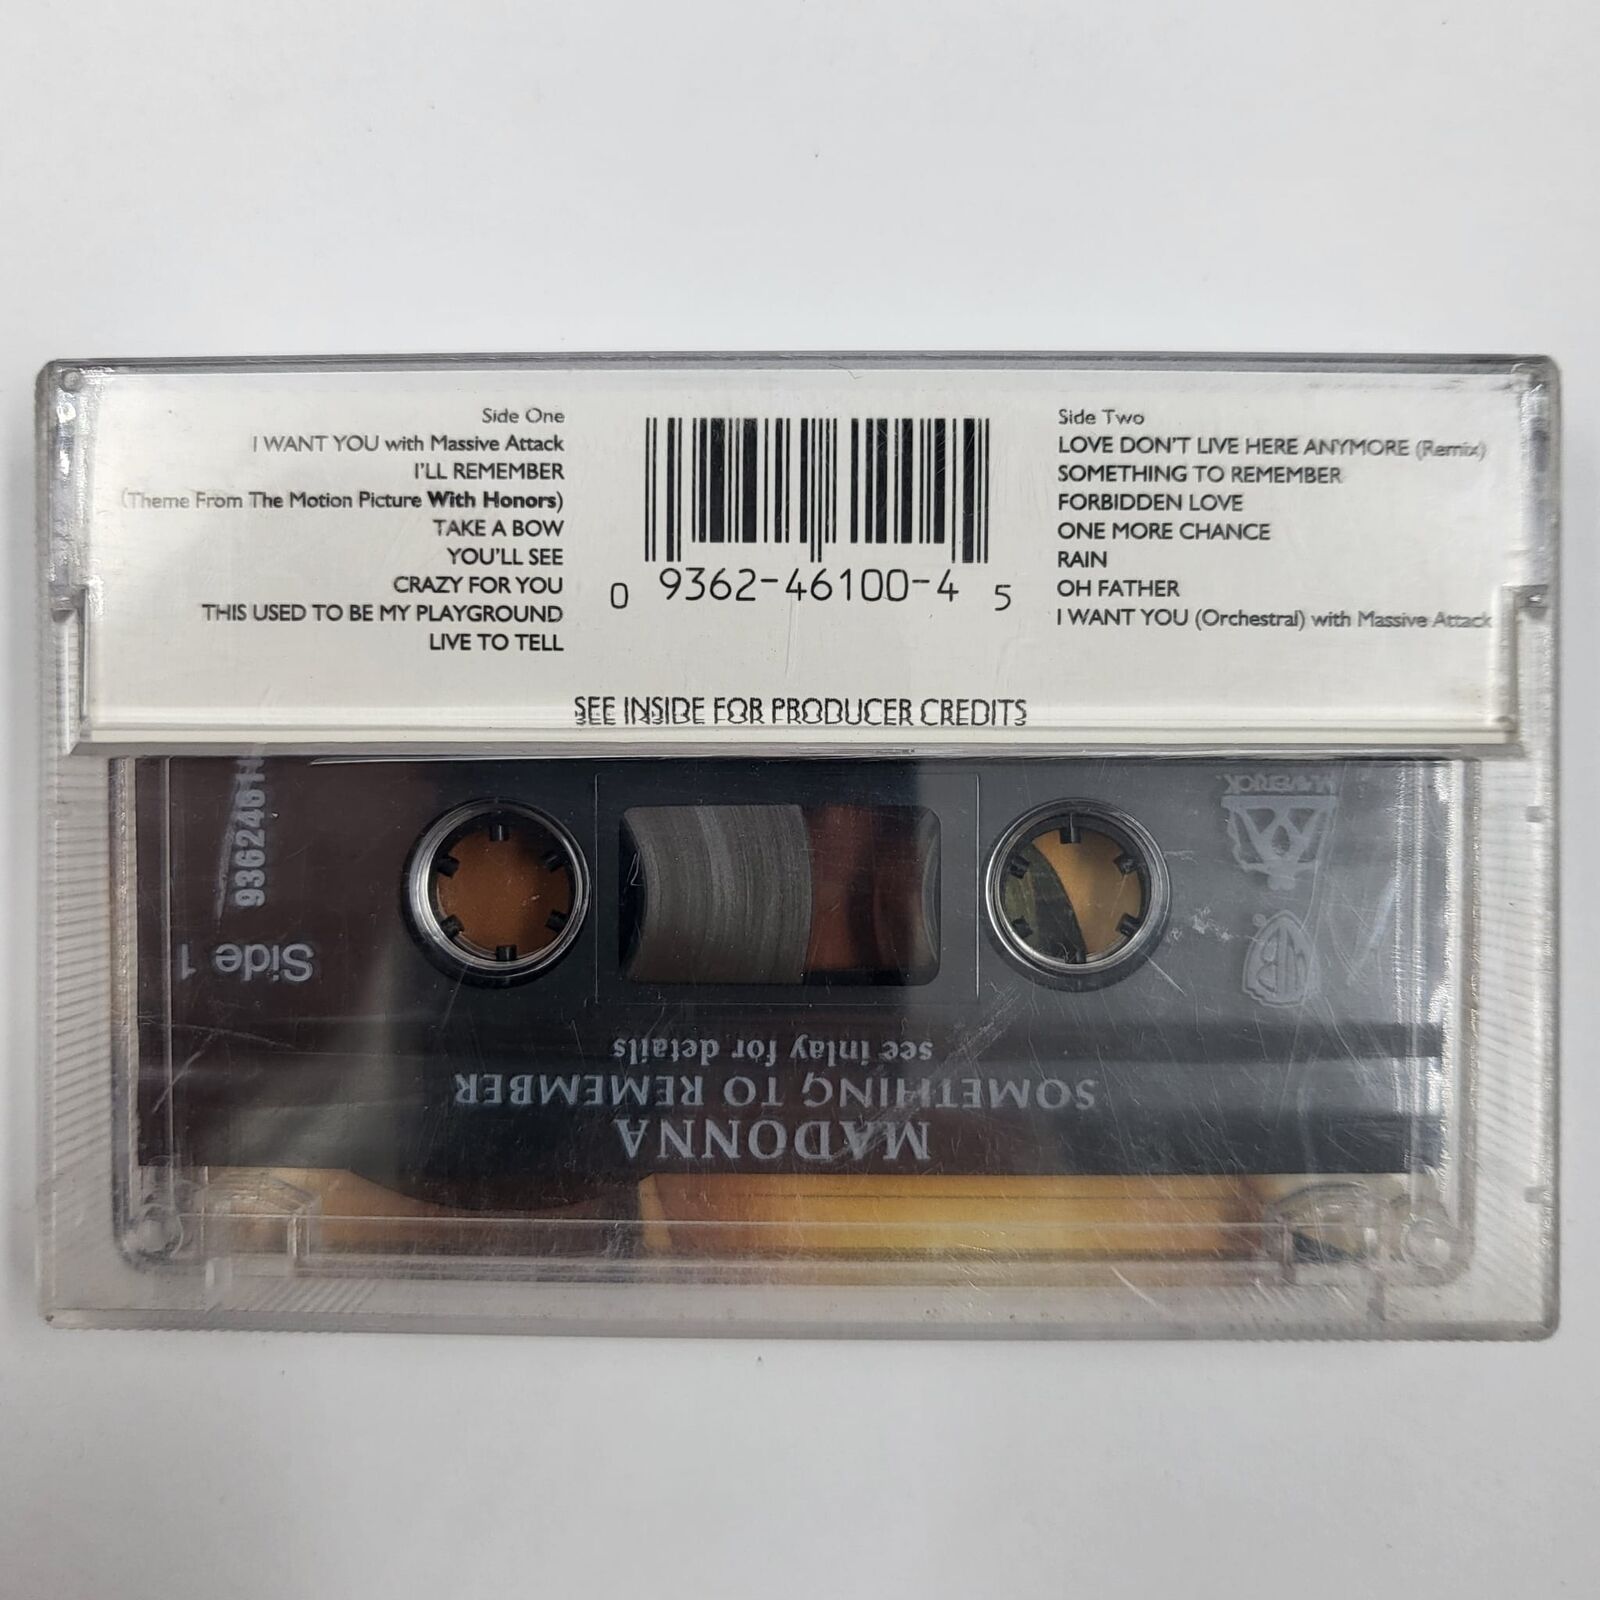 Side One
I WANT YOU with Massive Attack
I'LL REMEMBER
(Theme From The Motion Picture With Honors)
TAKE A BOW
YOU'LL SEE
CRAZY FOR YOU
THIS USED TO BE MY PLAYGROUND
LIVE TO TELL
0 9362-46100-4 5
Side Two
LOVE DON'T LIVE HERE ANYMORE (Remix)
SOMETHING TO REMEMBER
FORBIDDEN LOVE
ONE MORE CHANCE
RAIN
OH FATHER
I WANT YOU (Orchestral) with Massive Attack
SEE INSIDE FOR PRODUCER CREDITS
MADONNA
SOMETHING TO REMEMBER
see inlay for details
Side 1
MAVERICK
WB